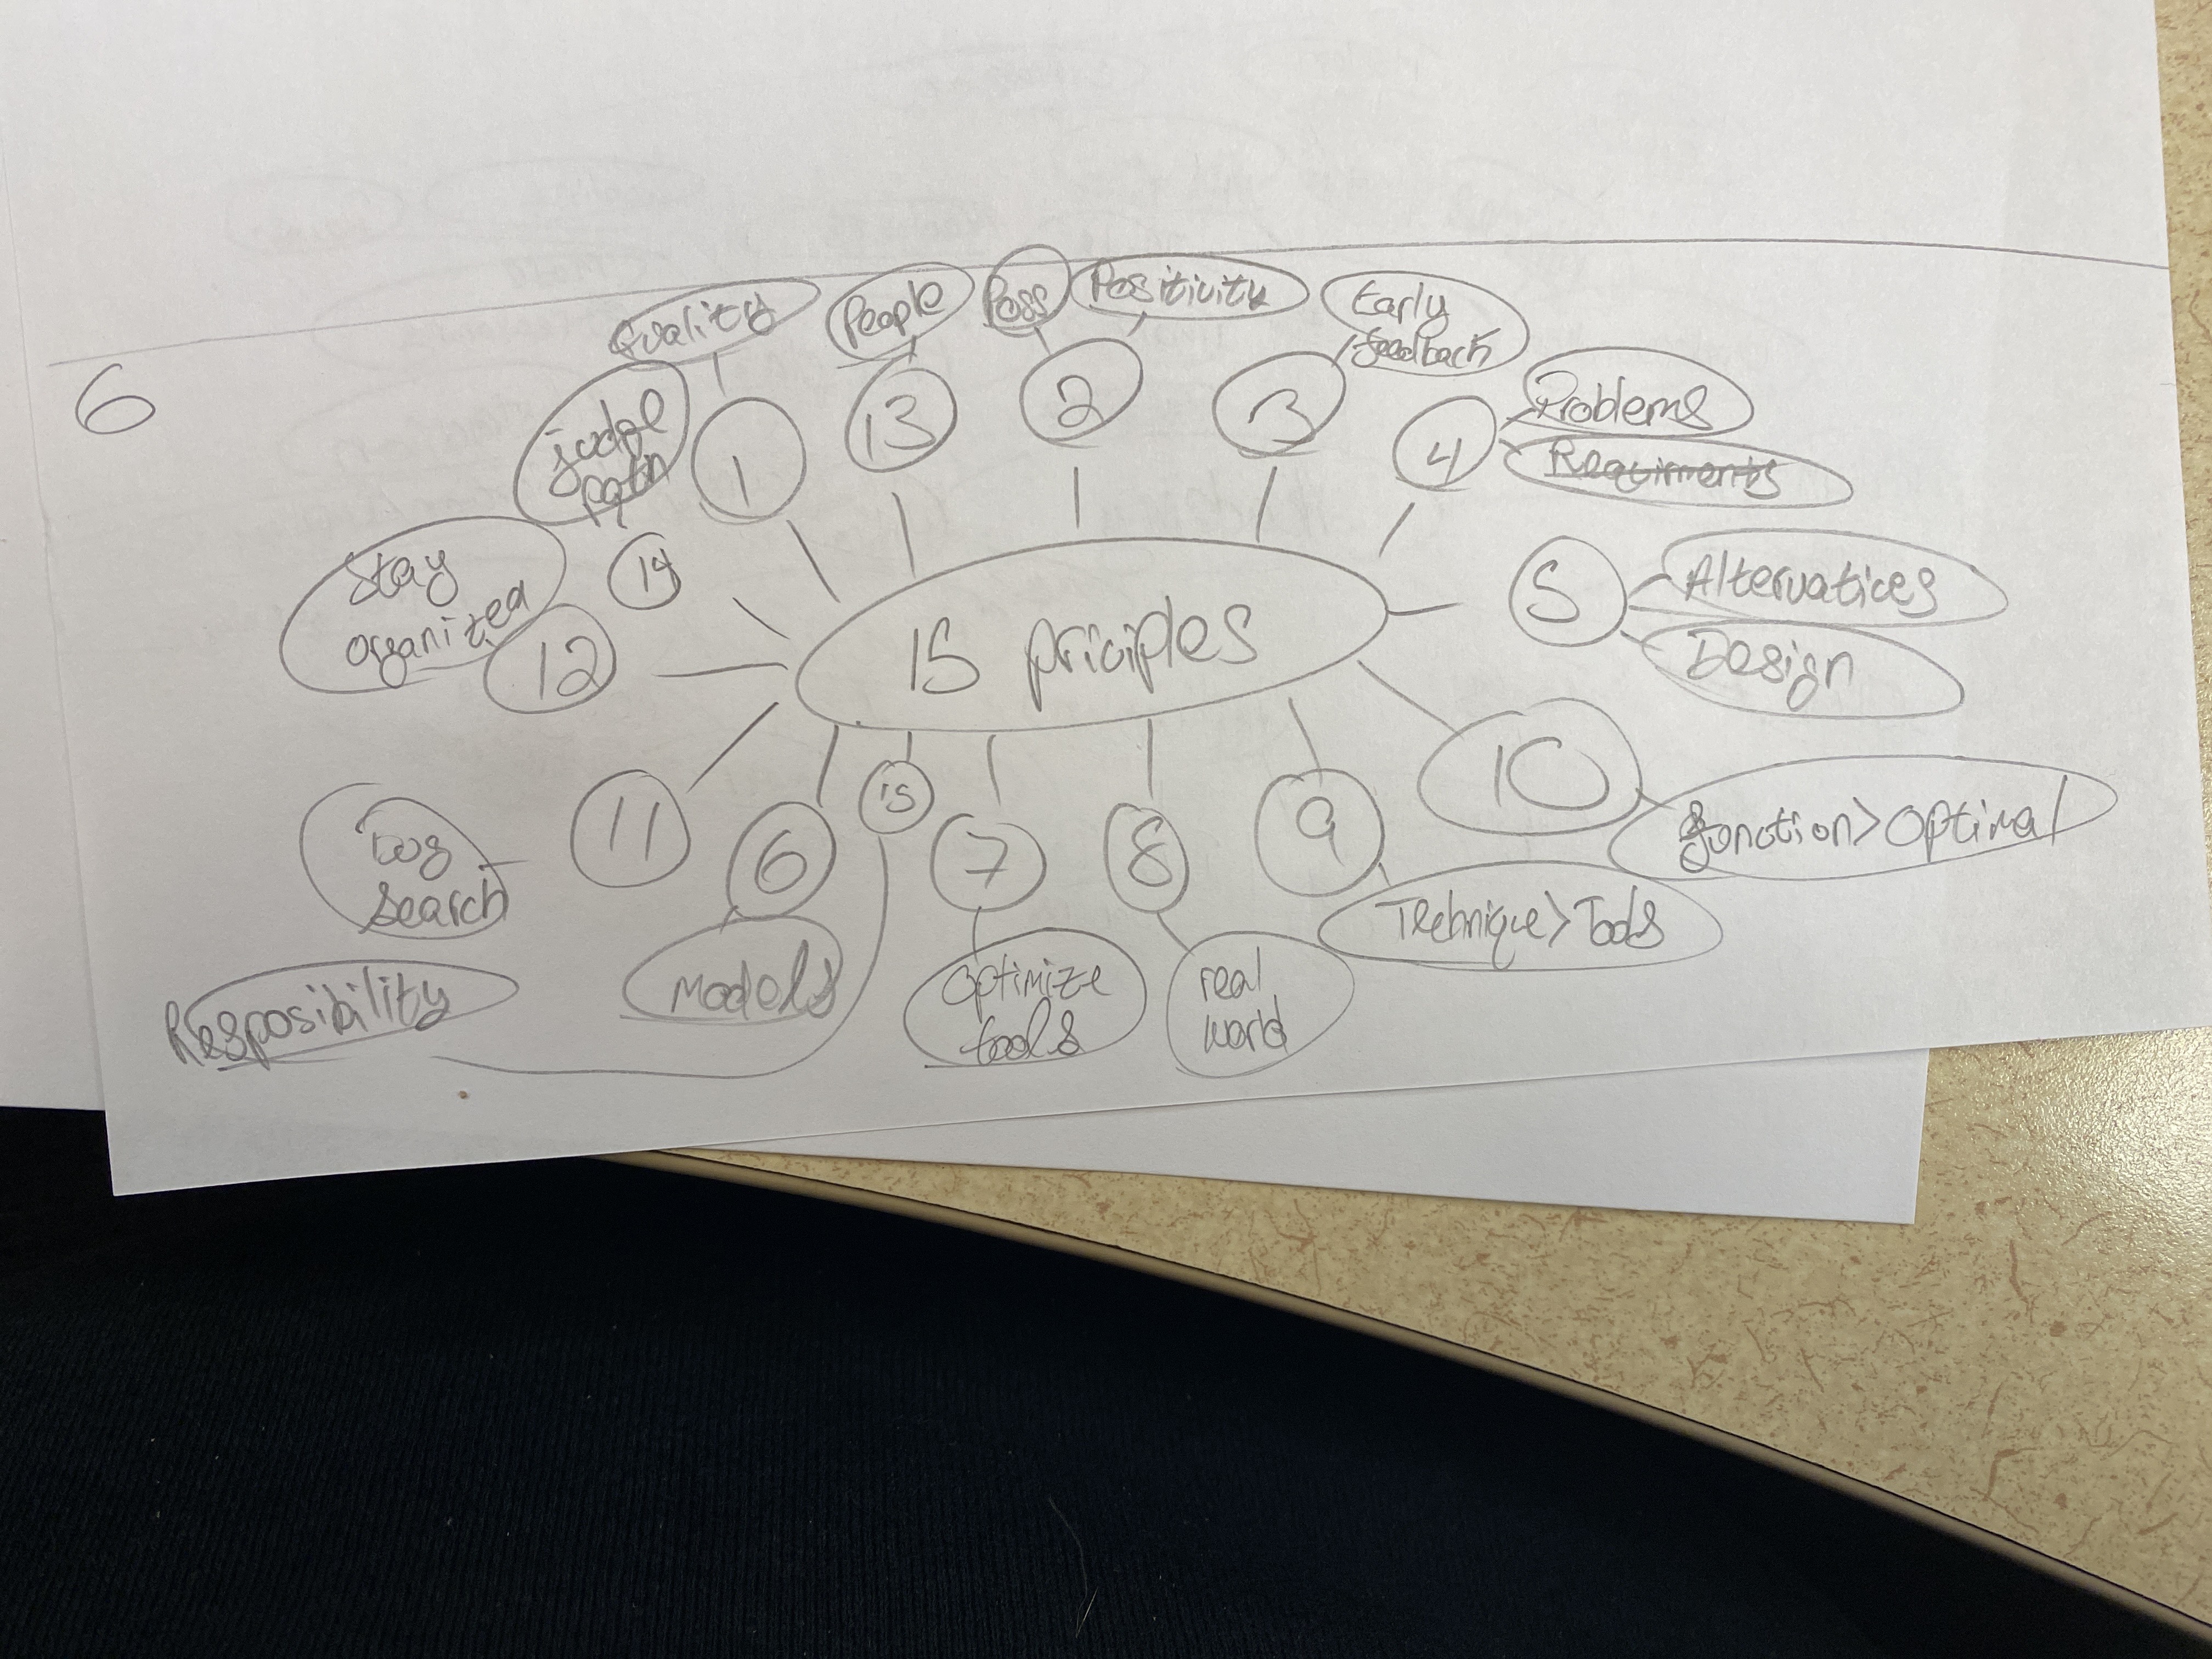 6
Quality
People
Poss
Positivity
Early
feedback
judge
path
1
13
2
3
4
Problems
Requirments
Stay
organized
14
12
15 priciples
5
Alternatices
Design
10
function>Optimal
11
6
15
7
8
9
search
Models
Optimize
tools
real
world
Technique>Tools
Resposibility